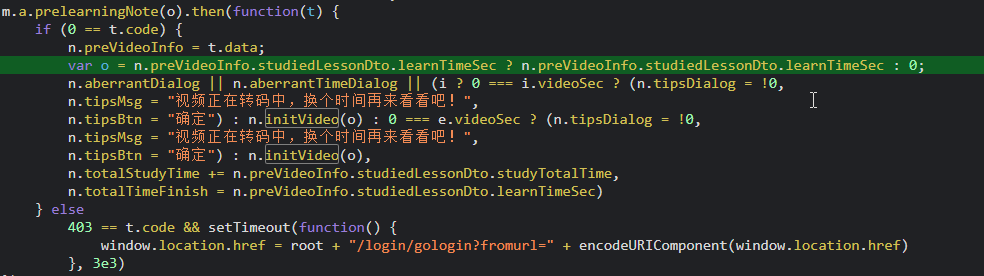 m.a.prelearningNote(o).then(function(t) {
if (0 == t.code) {
n.preVideoInfo = t.data;
var o = n.preVideoInfo.studiedLessonDto.learnTimeSec ? n.preVideoInfo.studiedLessonDto.learnTimeSec : 0;
n.aberrantDialog || n.aberrantTimeDialog || (i ? 0 === i.videoSec ? (n.tipsDialog = !0,
n.tipsMsg = "视频正在转码中，换个时间再来看看吧！",
n.tipsBtn = "确定") : n.initVideo(o) : 0 === e.videoSec ? (n.tipsDialog = !0,
n.tipsMsg = "视频正在转码中，换个时间再来看看吧！",
n.tipsBtn = "确定") : n.initVideo(o),
n.totalStudyTime += n.preVideoInfo.studiedLessonDto.studyTotalTime,
n.totalTimeFinish = n.preVideoInfo.studiedLessonDto.learnTimeSec)
} else
403 == t.code && setTimeout(function() {
window.location.href = root + "/login/gologin?fromurl=" + encodeURIComponent(window.location.href)
}, 3e3)